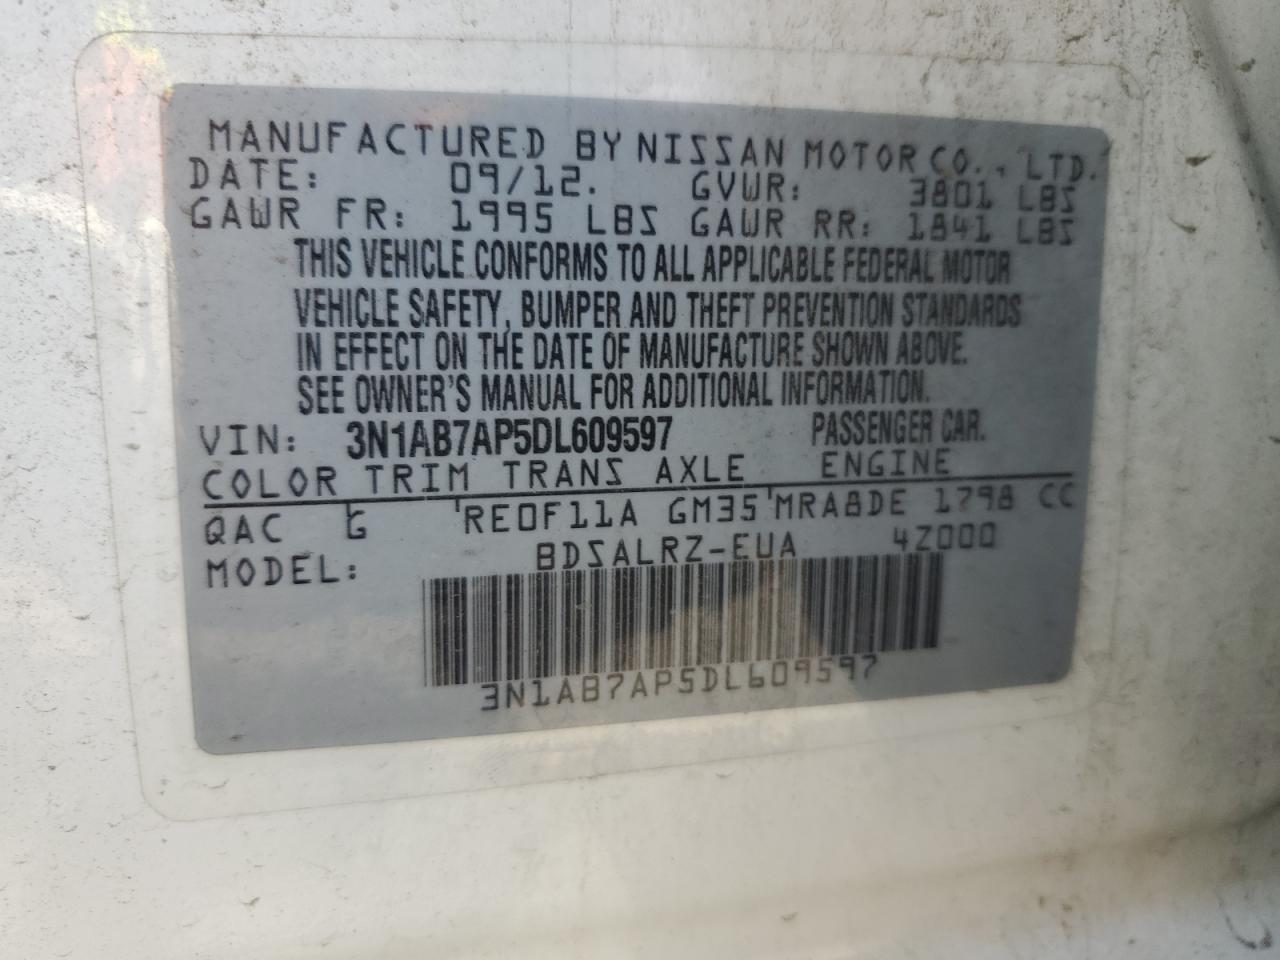 MANUFACTURED BY NISSAN MOTOR CO., LTD.
DATE: 09/12. GVWR: 3801 LBS
GAWR FR: 1995 LBS GAWR RR: 1841 LBS
THIS VEHICLE CONFORMS TO ALL APPLICABLE FEDERAL MOTOR
VEHICLE SAFETY, BUMPER AND THEFT PREVENTION STANDARDS
IN EFFECT ON THE DATE OF MANUFACTURE SHOWN ABOVE.
SEE OWNER'S MANUAL FOR ADDITIONAL INFORMATION.
VIN: 3N1AB7AP5DL609597 PASSENGER CAR.
COLOR TRIM TRANS AXLE ENGINE
QAC G RE0F11A GM35 MRA8DE 1798 CC
MODEL: BDSALRZ-EUA 4Z000
3N1AB7AP5DL609597